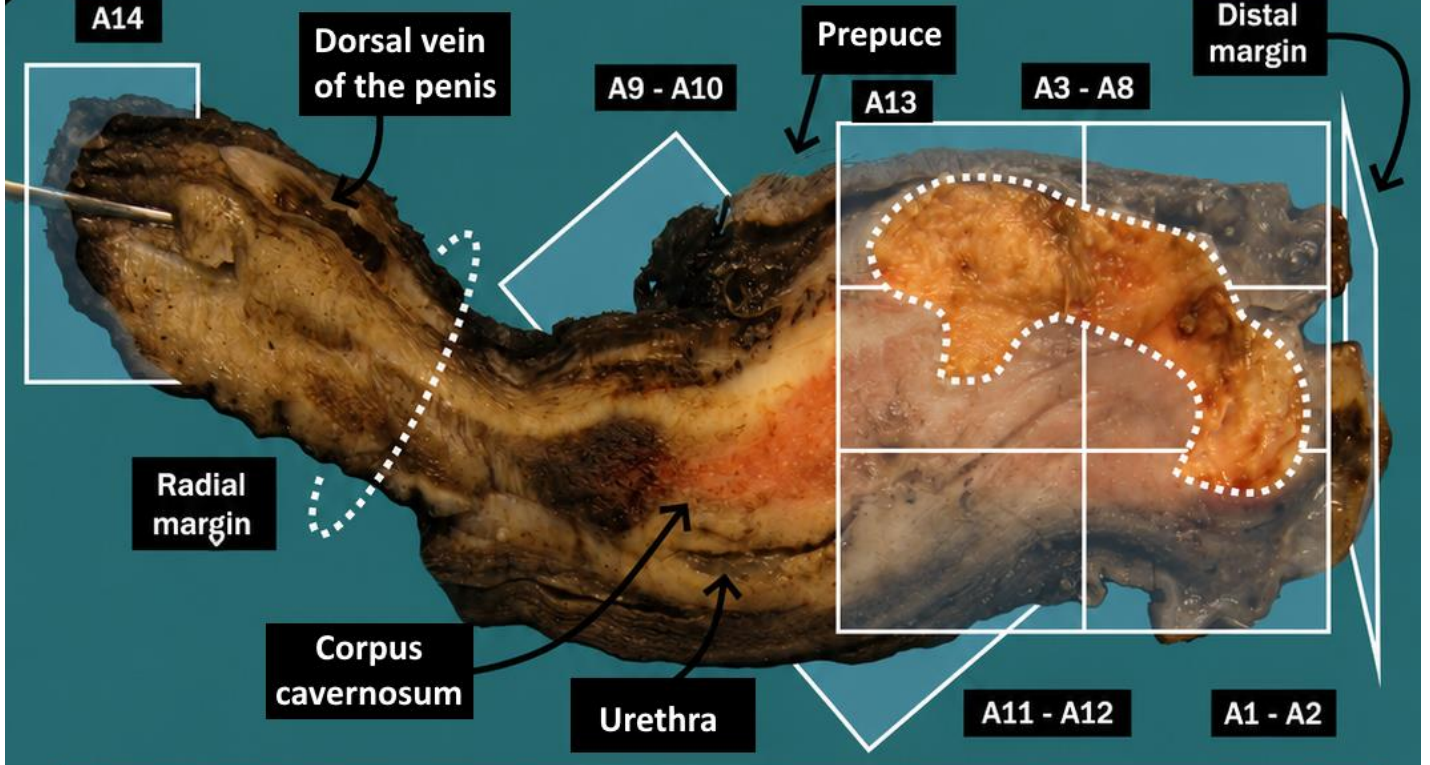 A14
Dorsal vein
of the penis
A9 - A10
Prepuce
A13
A3 - A8
Distal
margin
Radial
margin
Corpus
cavernosum
Urethra
A11 - A12
A1 - A2